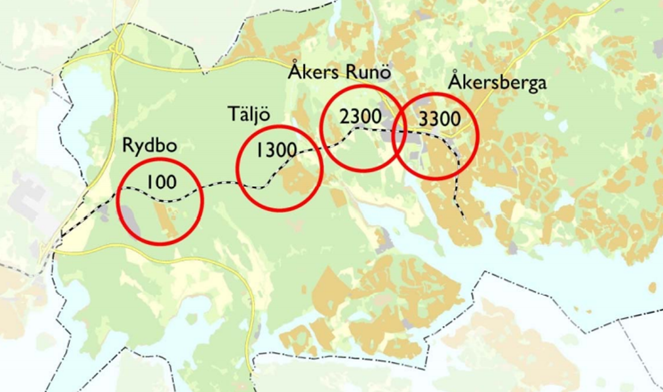 Åkers Runö
Åkersberga
Täljö
2300
3300
Rydbo
1300
100